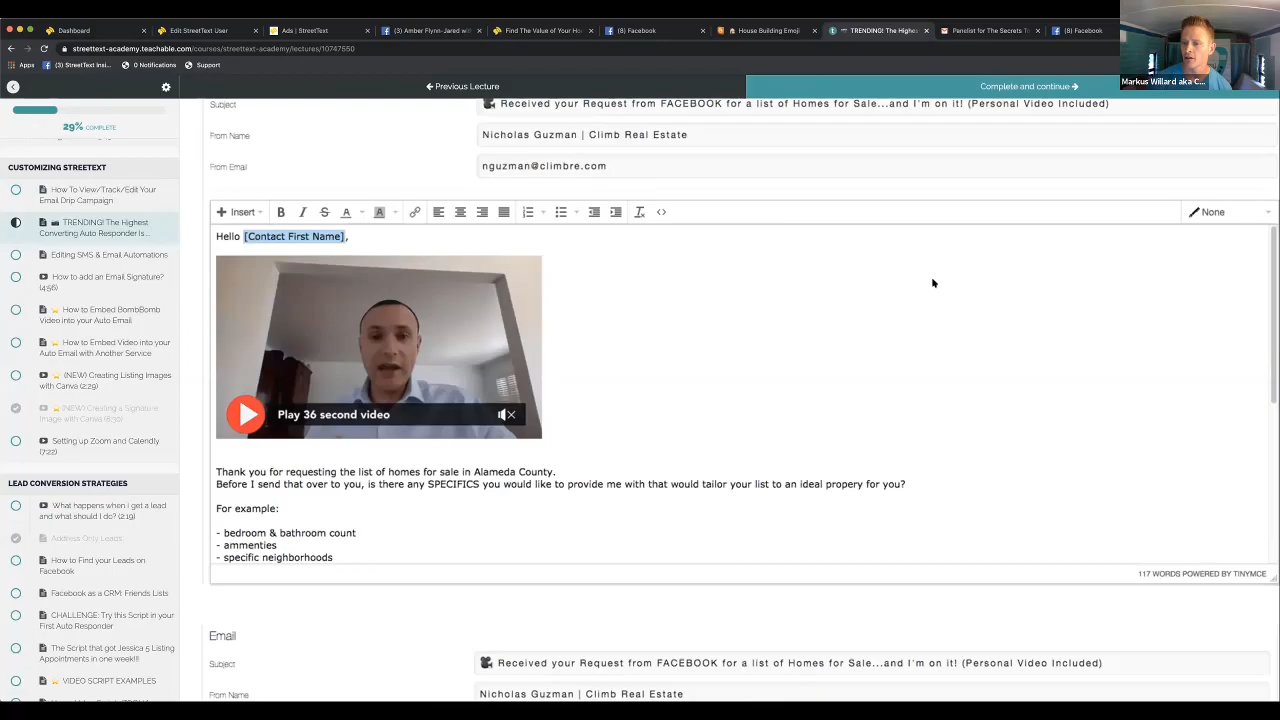 Dashboard
Edit StreetText User
Ads | StreetText
(3) Amber Flynn-Jared wit
Find The Value of Your Ho
(8) Facebook
House Building Emoji
TRENDING! The Highes
Panelist for The Secrets To
(8) Facebook
streettext-academy.teachable.com/courses/streettext-academy/lectures/10747550
Apps
(3) StreetText Insi...
0 Notifications
Support
Markus Willard aka C...
Previous Lecture
Complete and continue
29% COMPLETE
CUSTOMIZING STREETEXT
How To View/Track/Edit Your
Email Drip Campaign
TRENDING! The Highest
Converting Auto Responder Is...
Editing SMS & Email Automations
How to add an Email Signature?
(4:56)
How to Embed BombBomb
Video into your Auto Email
How to Embed Video into your
Auto Email with Another Service
(NEW) Creating Listing Images
with Canva (2:29)
(NEW) Creating a Signature
Image with Canva (8:30)
Setting up Zoom and Calendly
(7:22)
LEAD CONVERSION STRATEGIES
What happens when I get a lead
and what should I do? (2:19)
Address Only Leads
How to Find your Leads on
Facebook
Facebook as a CRM: Friends Lists
CHALLENGE: Try this Script in your
First Auto Responder
The Script that got Jessica 5 Listing
Appointments in one week!!!
VIDEO SCRIPT EXAMPLES
Subject
Received your Request from FACEBOOK for a list of Homes for Sale...and I'm on it! (Personal Video Included)
From Name
Nicholas Guzman | Climb Real Estate
From Email
nguzman@climbre.com
Insert
None
Hello [Contact First Name],
Play 36 second video
Thank you for requesting the list of homes for sale in Alameda County.
Before I send that over to you, is there any SPECIFICS you would like to provide me with that would tailor your list to an ideal propery for you?
For example:
- bedroom & bathroom count
- ammenties
- specific neighborhoods
117 WORDS POWERED BY TINYMCE
Email
Subject
Received your Request from FACEBOOK for a list of Homes for Sale...and I'm on it! (Personal Video Included)
From Name
Nicholas Guzman | Climb Real Estate